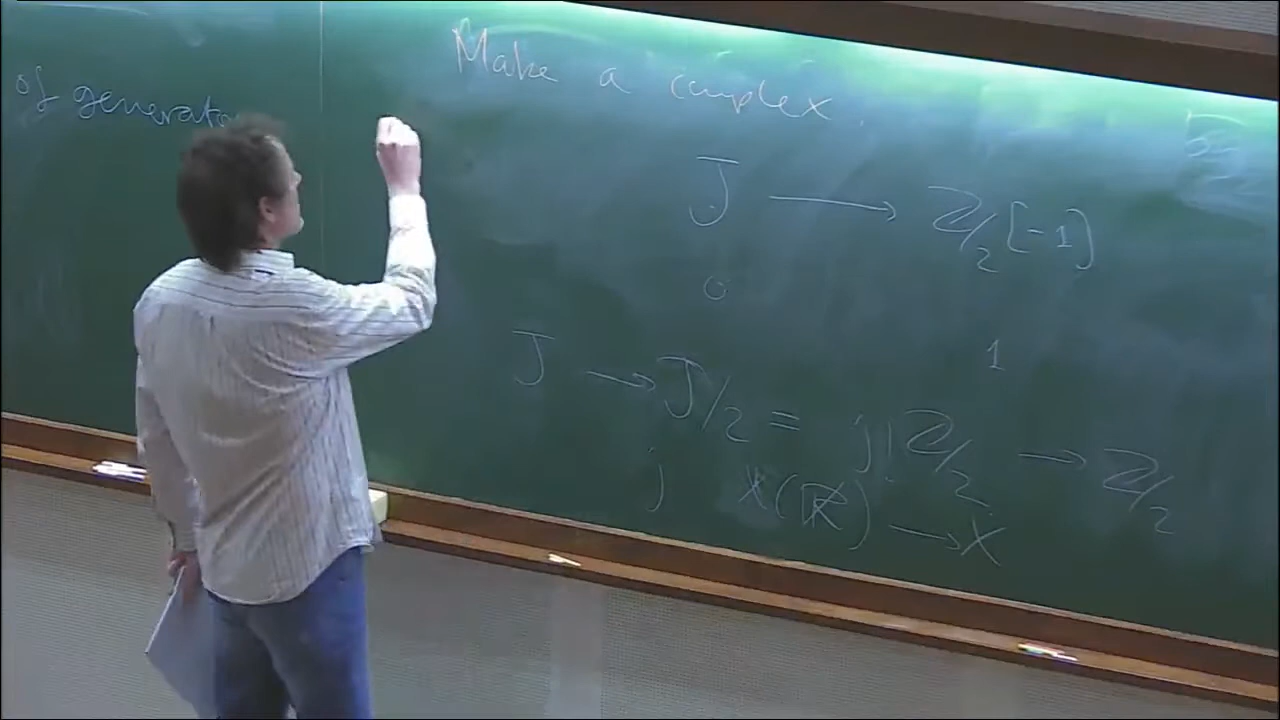 of generato
Make a complex
J ⟶ ℤ/2[-1]
0
1
J → J/2 = j!ℤ/2 → ℤ/2
j X(ℝ) → X